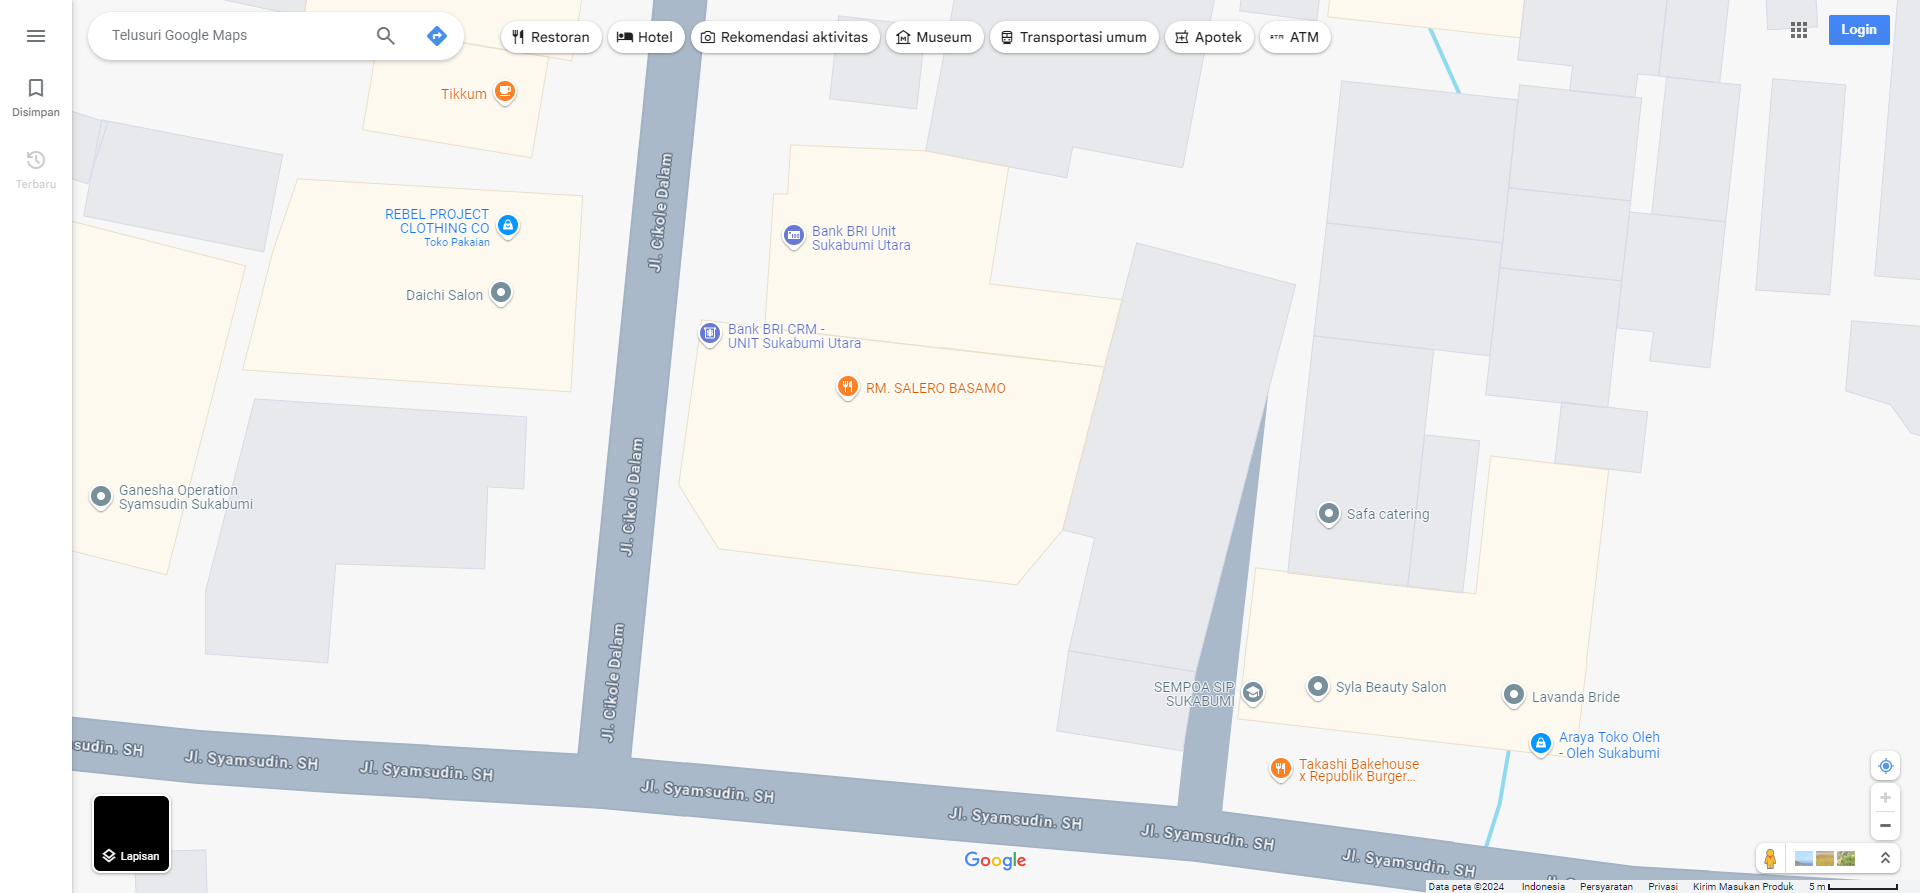 Telusuri Google Maps
Restoran
Hotel
Rekomendasi aktivitas
Museum
Transportasi umum
Apotek
ATM
Login
Disimpan
Terbaru
Tikkum
REBEL PROJECT
CLOTHING CO
Toko Pakaian
Daichi Salon
Jl. Cikole Dalam
Bank BRI Unit
Sukabumi Utara
Bank BRI CRM -
UNIT Sukabumi Utara
RM. SALERO BASAMO
Jl. Cikole Dalam
Ganesha Operation
Syamsudin Sukabumi
Safa catering
Jl. Cikole Dalam
SEMPOA SIP
SUKABUMI
Syla Beauty Salon
Lavanda Bride
Araya Toko Oleh
- Oleh Sukabumi
Takashi Bakehouse
x Republik Burger...
msudin. SH
Jl. Syamsudin. SH
Jl. Syamsudin. SH
Jl. Syamsudin. SH
Jl. Syamsudin. SH
Jl. Syamsudin. SH
Jl. Syamsudin. SH
Lapisan
Google
Data peta ©2024
Indonesia
Persyaratan
Privasi
Kirim Masukan Produk
5 m